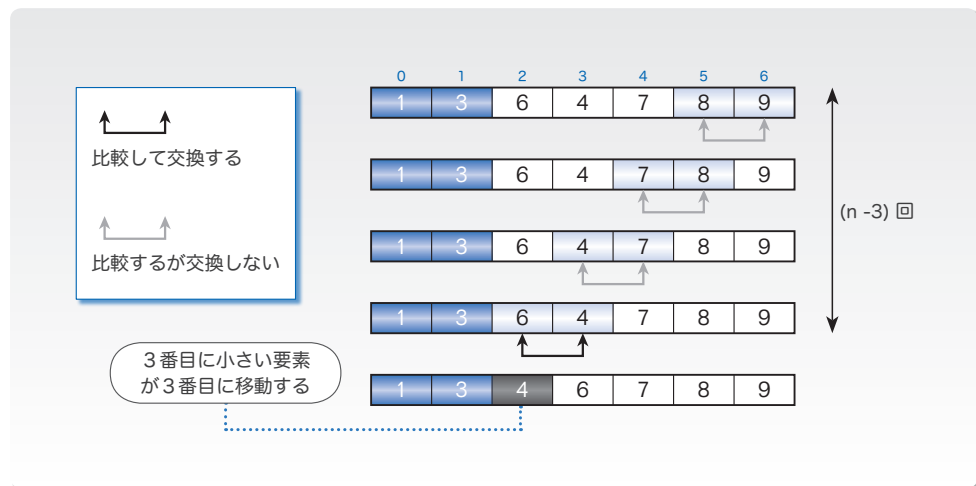 0 1 2 3 4 5 6
1 3 6 4 7 8 9
比較して交換する
1 3 6 4 7 8 9
(n -3) 回
比較するが交換しない
1 3 6 4 7 8 9
1 3 6 4 7 8 9
3番目に小さい要素
が3番目に移動する
1 3 4 6 7 8 9